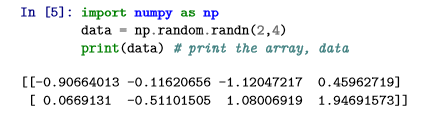 In [5]: import numpy as np
data = np.random.randn(2,4)
print(data) # print the array, data
[[-0.90664013 -0.11620656 -1.12047217 0.45962719]
[ 0.0669131 -0.51101505 1.08006919 1.94691573]]